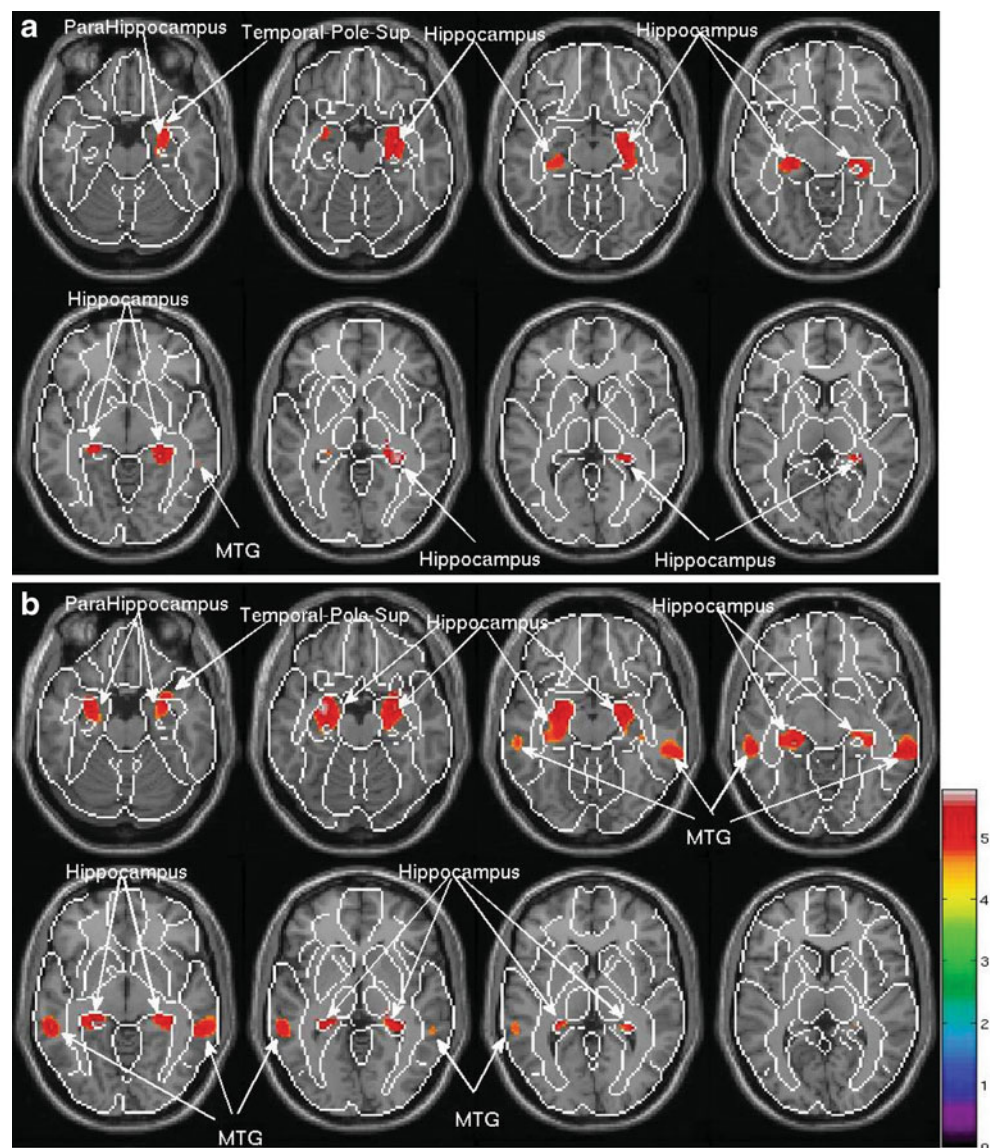 a
ParaHippocampus Temporal-Pole-Sup Hippocampus Hippocampus
Hippocampus
MTG
Hippocampus Hippocampus
b
ParaHippocampus Temporal-Pole-Sup Hippocampus Hippocampus
MTG
Hippocampus Hippocampus
MTG
MTG
5
4
3
2
1
0